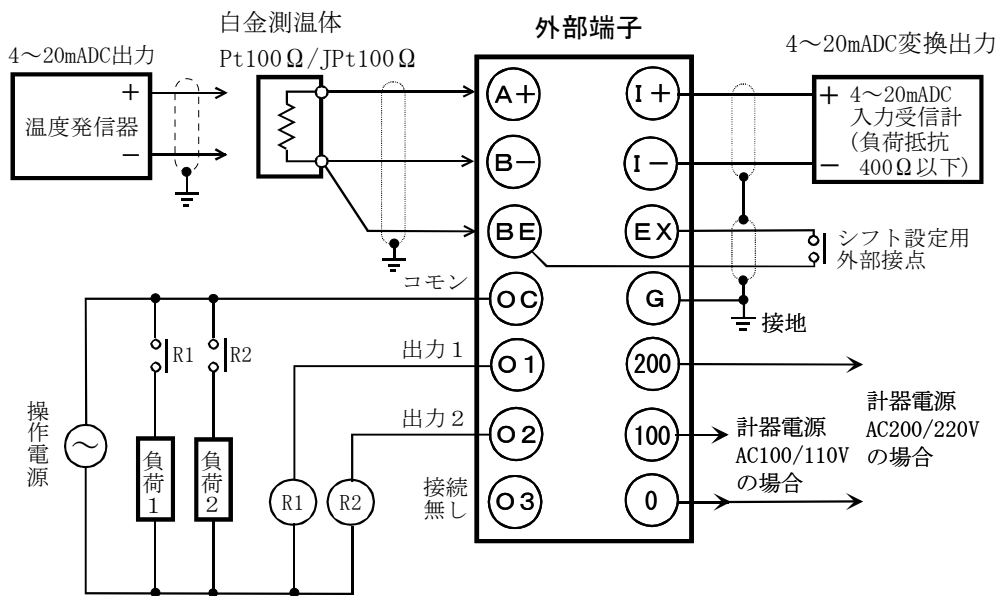 外部端子
白金測温体
Pt100Ω/JPt100Ω
4～20mADC出力
+
温度発信器
−
4～20mADC変換出力
+ 4～20mADC
入力受信計
(負荷抵抗
− 400Ω以下)
A+
B-
BE
OC
O1
O2
O3
I+
I-
EX
G
200
100
0
シフト設定用
外部接点
接地
コモン
出力1
出力2
接続
無し
R1
R2
操作電源
～
負荷1
負荷2
R1
R2
計器電源
AC100/110V
の場合
計器電源
AC200/220V
の場合